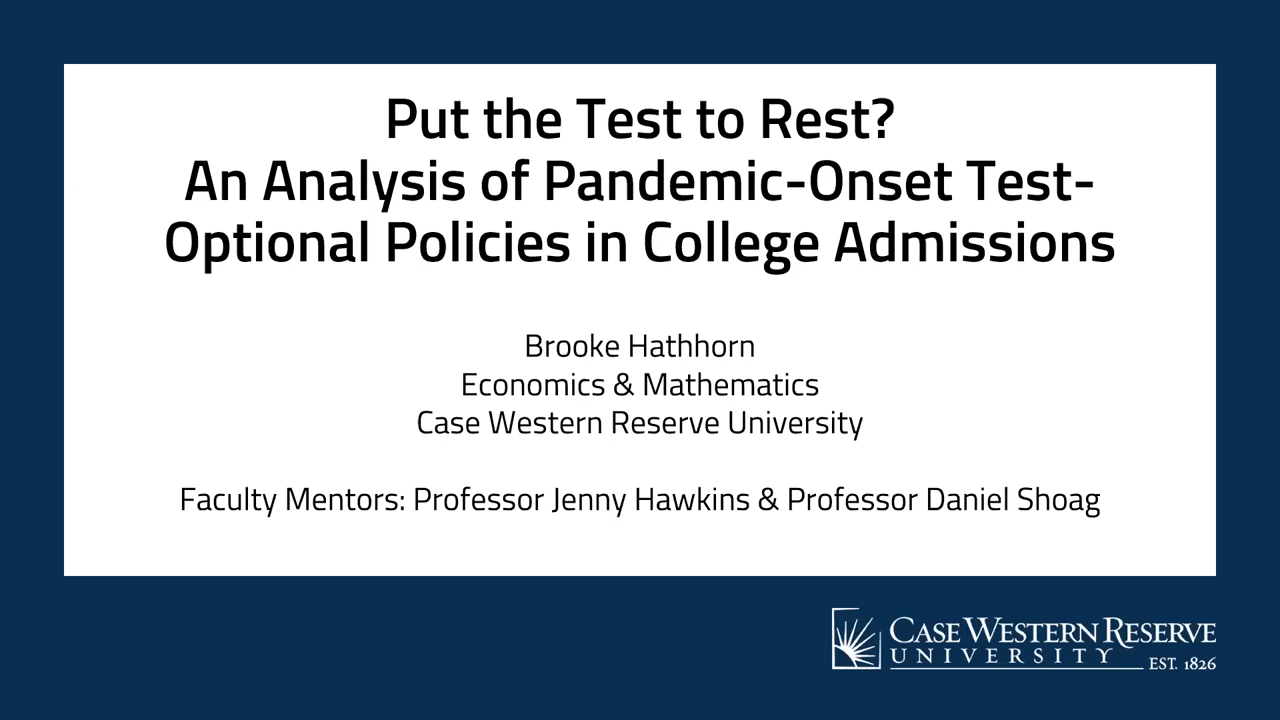 Put the Test to Rest?
An Analysis of Pandemic-Onset Test-
Optional Policies in College Admissions
Brooke Hathhorn
Economics & Mathematics
Case Western Reserve University
Faculty Mentors: Professor Jenny Hawkins & Professor Daniel Shoag
CASE WESTERN RESERVE
UNIVERSITY
EST. 1826